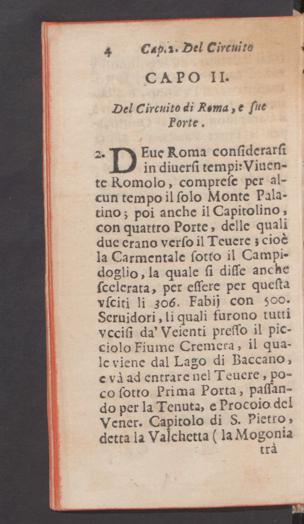 4 Cap.2. Del Circuito
CAPO II.
Del Circuito di Roma, e sue
Porte.
2. DEue Roma considerarsi
in diuersi tempi: Viuen-
te Romolo, comprese per al-
cun tempo il solo Monte Pala-
tino; poi anche il Capitolino,
con quattro Porte, delle quali
due erano verso il Teuere; cioè
la Carmentale sotto il Campi-
doglio, la quale si disse anche
scelerata, per essere per questa
vsciti li 306. Fabij con 500.
Seruidori, li quali furono tutti
vccisi da' Veienti presso il pic-
ciolo Fiume Cremera, il qua-
le viene dal Lago di Baccano,
e và ad entrare nel Teuere, po-
co sotto Prima Porta, passan-
do per la Tenuta, e Procoio del
Vener. Capitolo di S. Pietro,
detta la Valchetta ( la Mogonia
trà